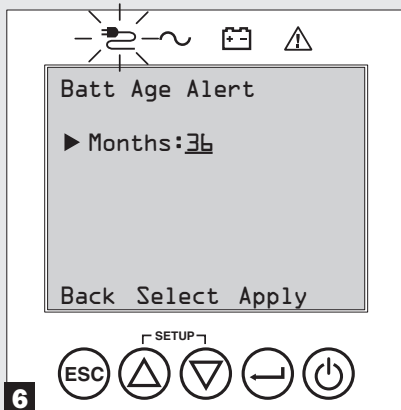 Batt Age Alert
▶ Months:36
Back Select Apply
SETUP
ESC
6